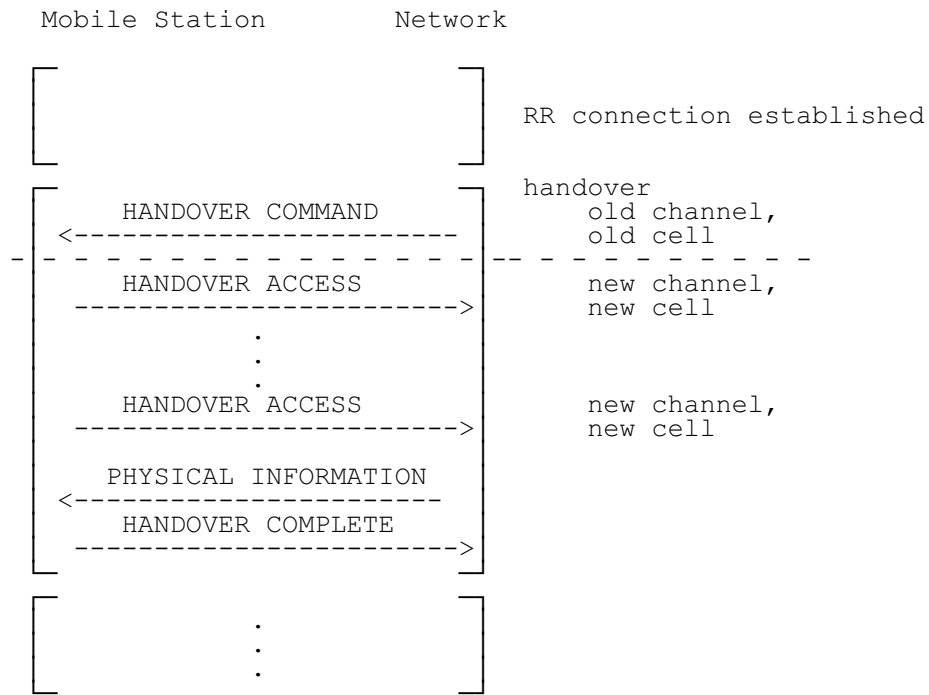 Mobile Station Network
RR connection established
handover
HANDOVER COMMAND old channel,
<------------------------ old cell
- - - - - - - - - - - - - - - -- - - - - - - - - -
HANDOVER ACCESS new channel,
------------------------> new cell
.
.
.
HANDOVER ACCESS new channel,
------------------------> new cell
PHYSICAL INFORMATION
<-----------------------
HANDOVER COMPLETE
------------------------>
.
.
.